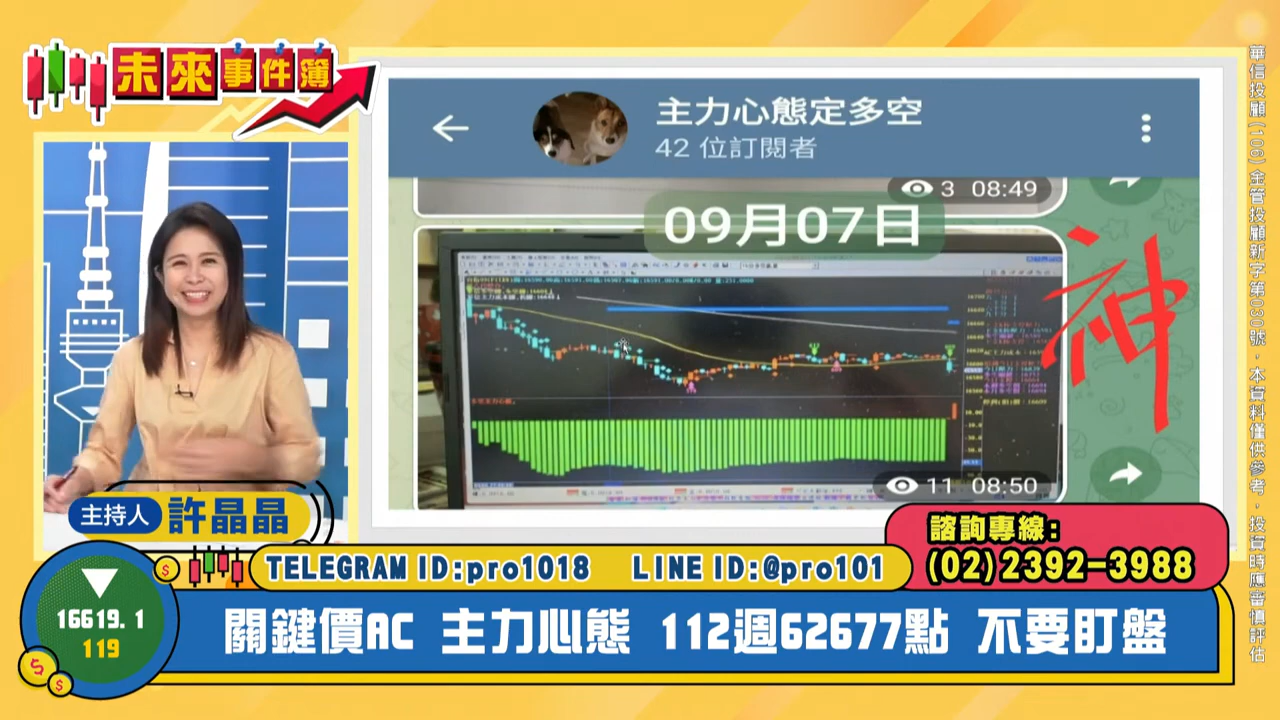 未來事件簿
主力心態定多空
42 位訂閱者
3 08:49
09月07日
神
11 08:50
主持人 許晶晶
諮詢專線:
(02)2392-3988
TELEGRAM ID:pro1018 LINE ID:@pro101
16619.1
119
關鍵價AC 主力心態 112週62677點 不要盯盤
華信投顧(106)金管投顧新字第030號，本資料僅供參考，投資時應審慎評估